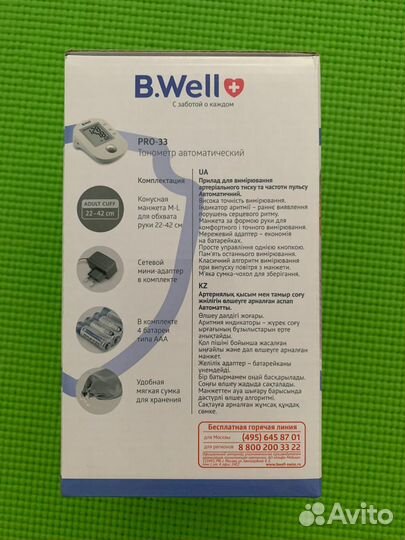 B.Well
С заботой о каждом
PRO-33
Тонометр автоматический
Комплектация
ADULT CUFF
22-42 cm
Конусная
манжета M-L
для обхвата
руки 22-42 см
Сетевой
мини-адаптер
в комплекте
В комплекте
4 батареи
типа ААА
Удобная
мягкая сумка
для хранения
UA
Прилад для вимірювання
артеріального тиску та частоти пульсу
Автоматичний.
Висока точність вимірювання.
Індикатор аритмії – раннє виявлення
порушень серцевого ритму.
Манжета за формою руки для
комфортного і точного вимірювання.
Мережевий адаптер – економія
на батарейках.
Просте управління однією кнопкою.
Пам'ять останнього вимірювання.
Класичний алгоритм вимірювання
при випуску повітря з манжети.
М'яка сумка-чохол для зберігання.
KZ
Артериялық қысым мен тамыр соғу
жиілігін өлшеуге арналған аспап
Автоматты.
Өлшеу дәлдігі жоғары.
Аритмия индикаторы – жүрек соғу
ырғағының бұзылыстарын ерте
анықтайды.
Қол пішіні бойынша жасалған
ыңғайлы және дәл өлшеуге арналған
манжет.
Желілік адаптер – батарейканы
үнемдейді.
Бір батырмамен оңай басқарылады.
Соңғы өлшеу жадыда сақталады.
Манжеттен ауа шығару барысында
дәстүрлі өлшеу алгоритмі.
Сақтауға арналған жұмсақ қундақ
сөмке.
Бесплатная горячая линия
для Москвы (495) 645 87 01
для регионов 8 800 200 33 22
www.b-well-swiss.ru
Avito